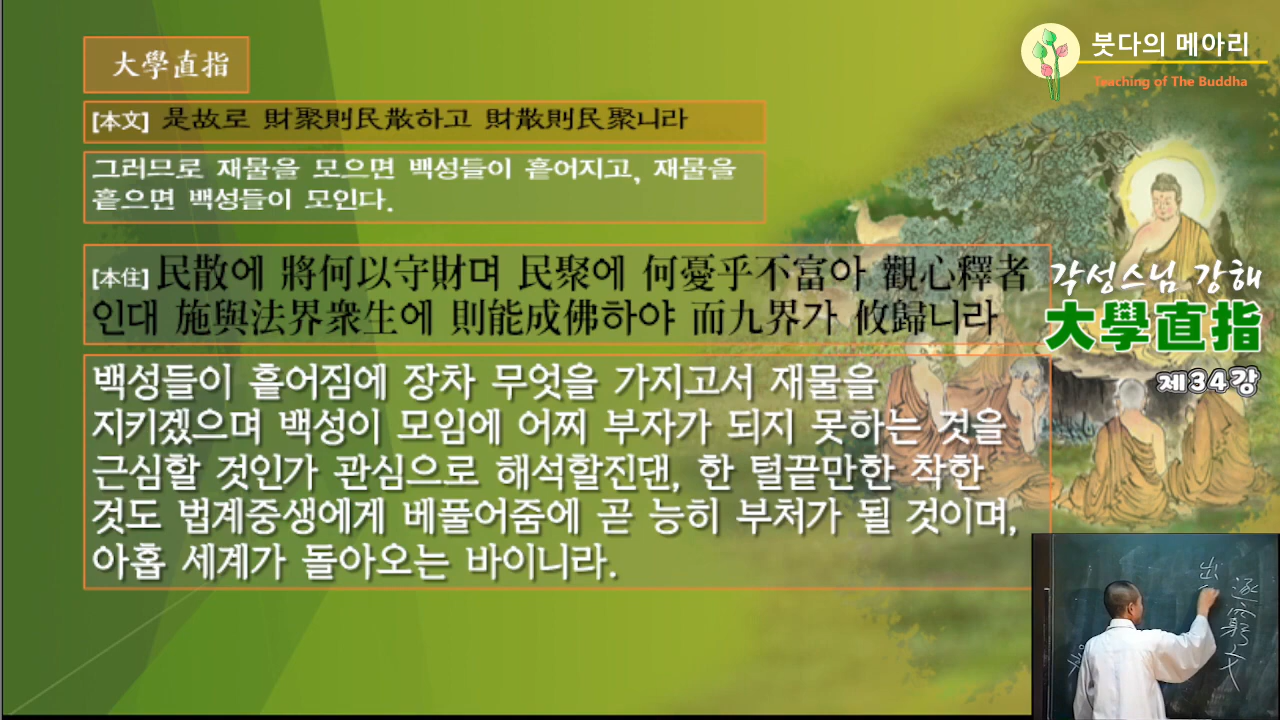 大學直指
[本文] 是故로 財聚則民散하고 財散則民聚니라
그러므로 재물을 모으면 백성들이 흩어지고, 재물을
흩으면 백성들이 모인다.
[本住] 民散에 將何以守財며 民聚에 何憂乎不富아 觀心釋者
인대 施與法界衆生에 則能成佛하야 而九界가 攸歸니라
백성들이 흩어짐에 장차 무엇을 가지고서 재물을
지키겠으며 백성이 모임에 어찌 부자가 되지 못하는 것을
근심할 것인가 관심으로 해석할진댄, 한 털끝만한 착한
것도 법계중생에게 베풀어줌에 곧 능히 부처가 될 것이며,
아홉 세계가 돌아오는 바이니라.
붓다의 메아리
Teaching of The Buddha
각성스님 강해
大學直指
제34강
出